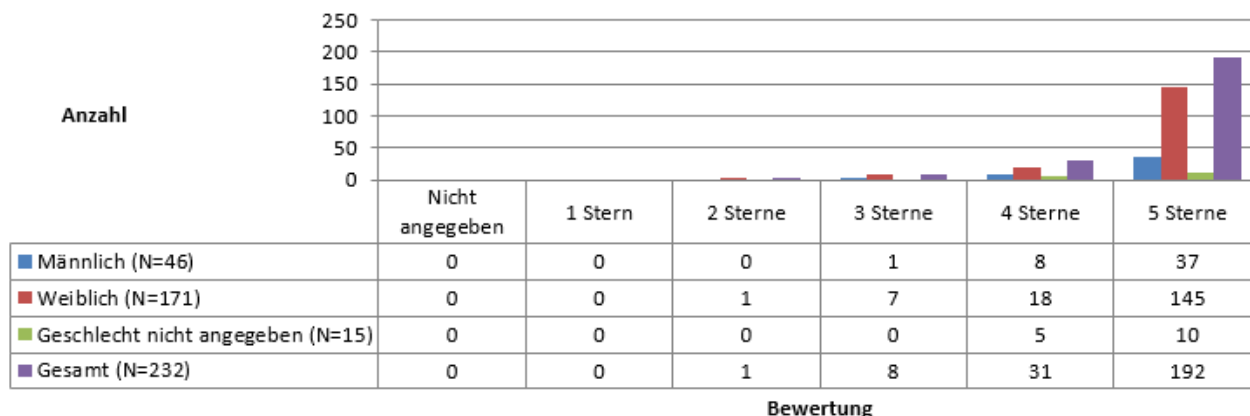 250
200
150
100
50
0
Anzahl
Nicht angegeben 1 Stern 2 Sterne 3 Sterne 4 Sterne 5 Sterne
Männlich (N=46) 0 0 0 1 8 37
Weiblich (N=171) 0 0 1 7 18 145
Geschlecht nicht angegeben (N=15) 0 0 0 0 5 10
Gesamt (N=232) 0 0 1 8 31 192
Bewertung